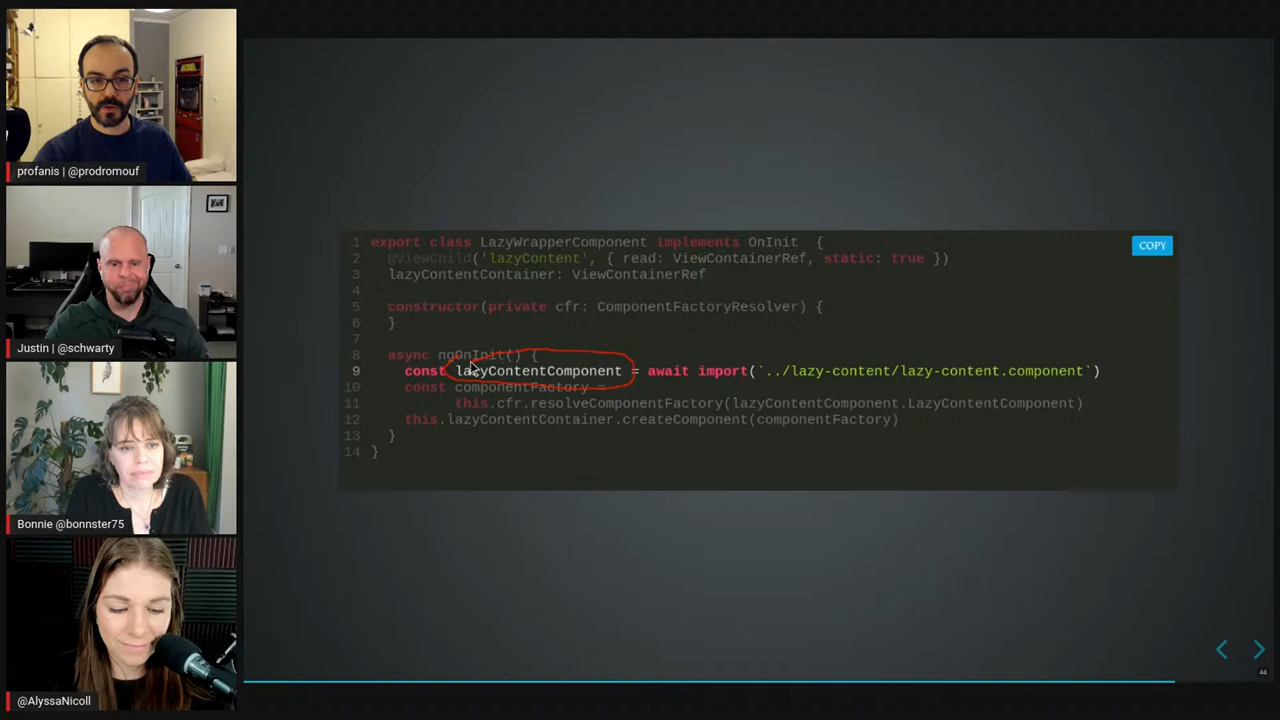 profanis | @prodromouf
Justin | @schwarty
Bonnie @bonnster75
@AlyssaNicoll
COPY
1 export class LazyWrapperComponent implements OnInit {
2 @ViewChild('lazyContent', { read: ViewContainerRef, static: true })
3 lazyContentContainer: ViewContainerRef
4
5 constructor(private cfr: ComponentFactoryResolver) {
6 }
7
8 async ngOnInit() {
9 const lazyContentComponent = await import(`../lazy-content/lazy-content.component`)
10 const componentFactory =
11 this.cfr.resolveComponentFactory(lazyContentComponent.LazyContentComponent)
12 this.lazyContentContainer.createComponent(componentFactory)
13 }
14 }
44